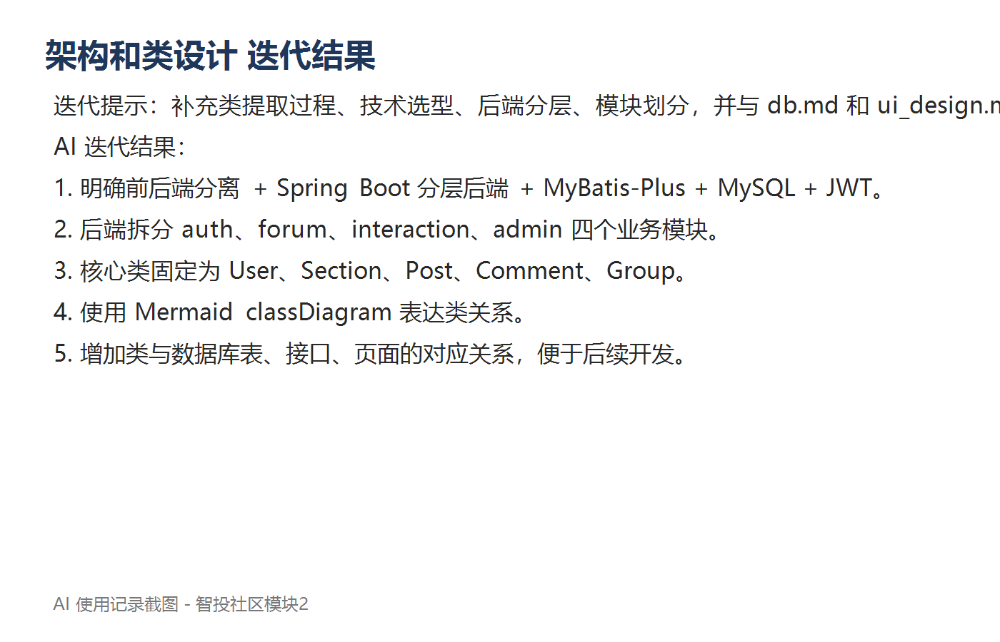 架构和类设计 迭代结果
迭代提示：补充类提取过程、技术选型、后端分层、模块划分，并与 db.md 和 ui_design.m
AI 迭代结果：
1. 明确前后端分离 + Spring Boot 分层后端 + MyBatis-Plus + MySQL + JWT。
2. 后端拆分 auth、forum、interaction、admin 四个业务模块。
3. 核心类固定为 User、Section、Post、Comment、Group。
4. 使用 Mermaid classDiagram 表达类关系。
5. 增加类与数据库表、接口、页面的对应关系，便于后续开发。
AI 使用记录截图 - 智投社区模块2